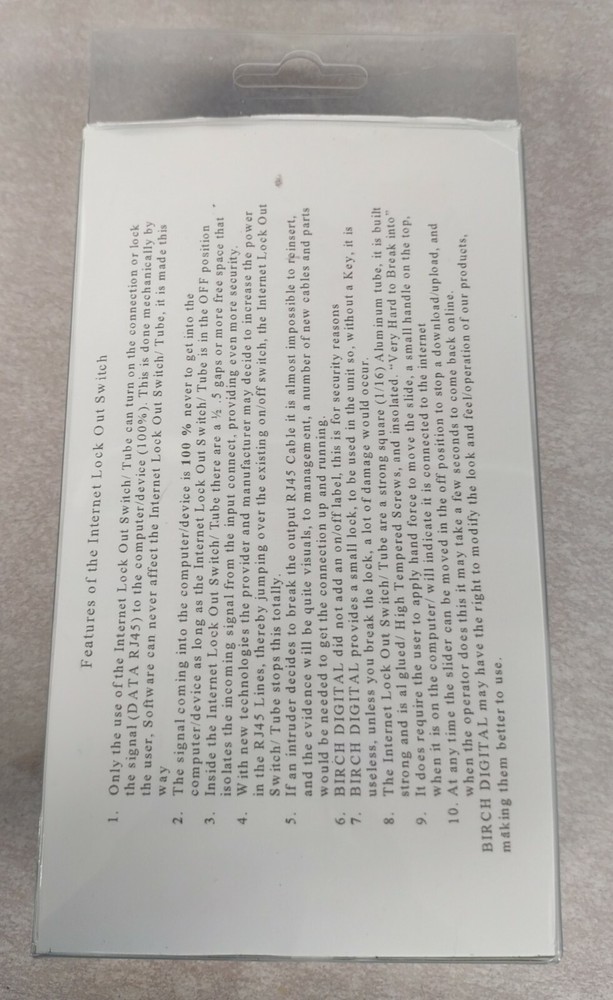 Features of the Internet Lock Out Switch
1. Only the use of the Internet Lock Out Switch/ Tube can turn on the connection or lock
the signal (DATA RJ45) to the computer/device (100%). This is done mechanically by
the user, Software can never affect the Internet Lock Out Switch/ Tube, it is made this
way
2. The signal coming into the computer/device is 100 % never to get into the
computer/device as long as the Internet Lock Out Switch/ Tube is in the OFF position
3. Inside the Internet Lock Out Switch/ Tube there are a ½ .5 gaps or more free space that
isolates the incoming signal from the input connect, providing even more security.
4. With new technologies the provider and manufacturer may decide to increase the power
in the RJ45 Lines, thereby jumping over the existing on/off switch, the Internet Lock Out
Switch/ Tube stops this totally.
5. If an intruder decides to break the output RJ45 Cable it is almost impossible to reinsert,
and the evidence will be quite visuals, to management, a number of new cables and parts
would be needed to get the connection up and running.
6. BIRCH DIGITAL did not add an on/off label, this is for security reasons
7. BIRCH DIGITAL provides a small lock, to be used in the unit so, without a Key, it is
useless, unless you break the lock, a lot of damage would occur.
8. The Internet Lock Out Switch/ Tube are a strong square (1/16) Aluminum tube, it is built
strong and is all glued/ High Tempered Screws, and insolated. "Very Hard to Break into"
9. It does require the user to apply hand force to move the slide, a small handle on the top,
when it is on the computer/ will indicate it is connected to the internet
10. At any time the slider can be moved in the off position to stop a download/upload, and
when the operator does this it may take a few seconds to come back online.
BIRCH DIGITAL may have the right to modify the look and feel/operation of our products,
making them better to use.